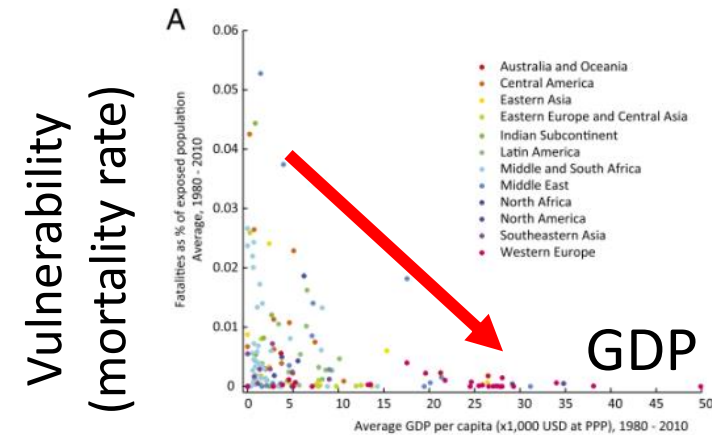 A
Vulnerability
(mortality rate)
Fatalities as % of exposed population
Average, 1980 - 2010
0.06
0.05
0.04
0.03
0.02
0.01
0
Australia and Oceania
Central America
Eastern Asia
Eastern Europe and Central Asia
Indian Subcontinent
Latin America
Middle and South Africa
Middle East
North Africa
North America
Southeastern Asia
Western Europe
GDP
0 5 10 15 20 25 30 35 40 45 50
Average GDP per capita (x1,000 USD at PPP), 1980 - 2010